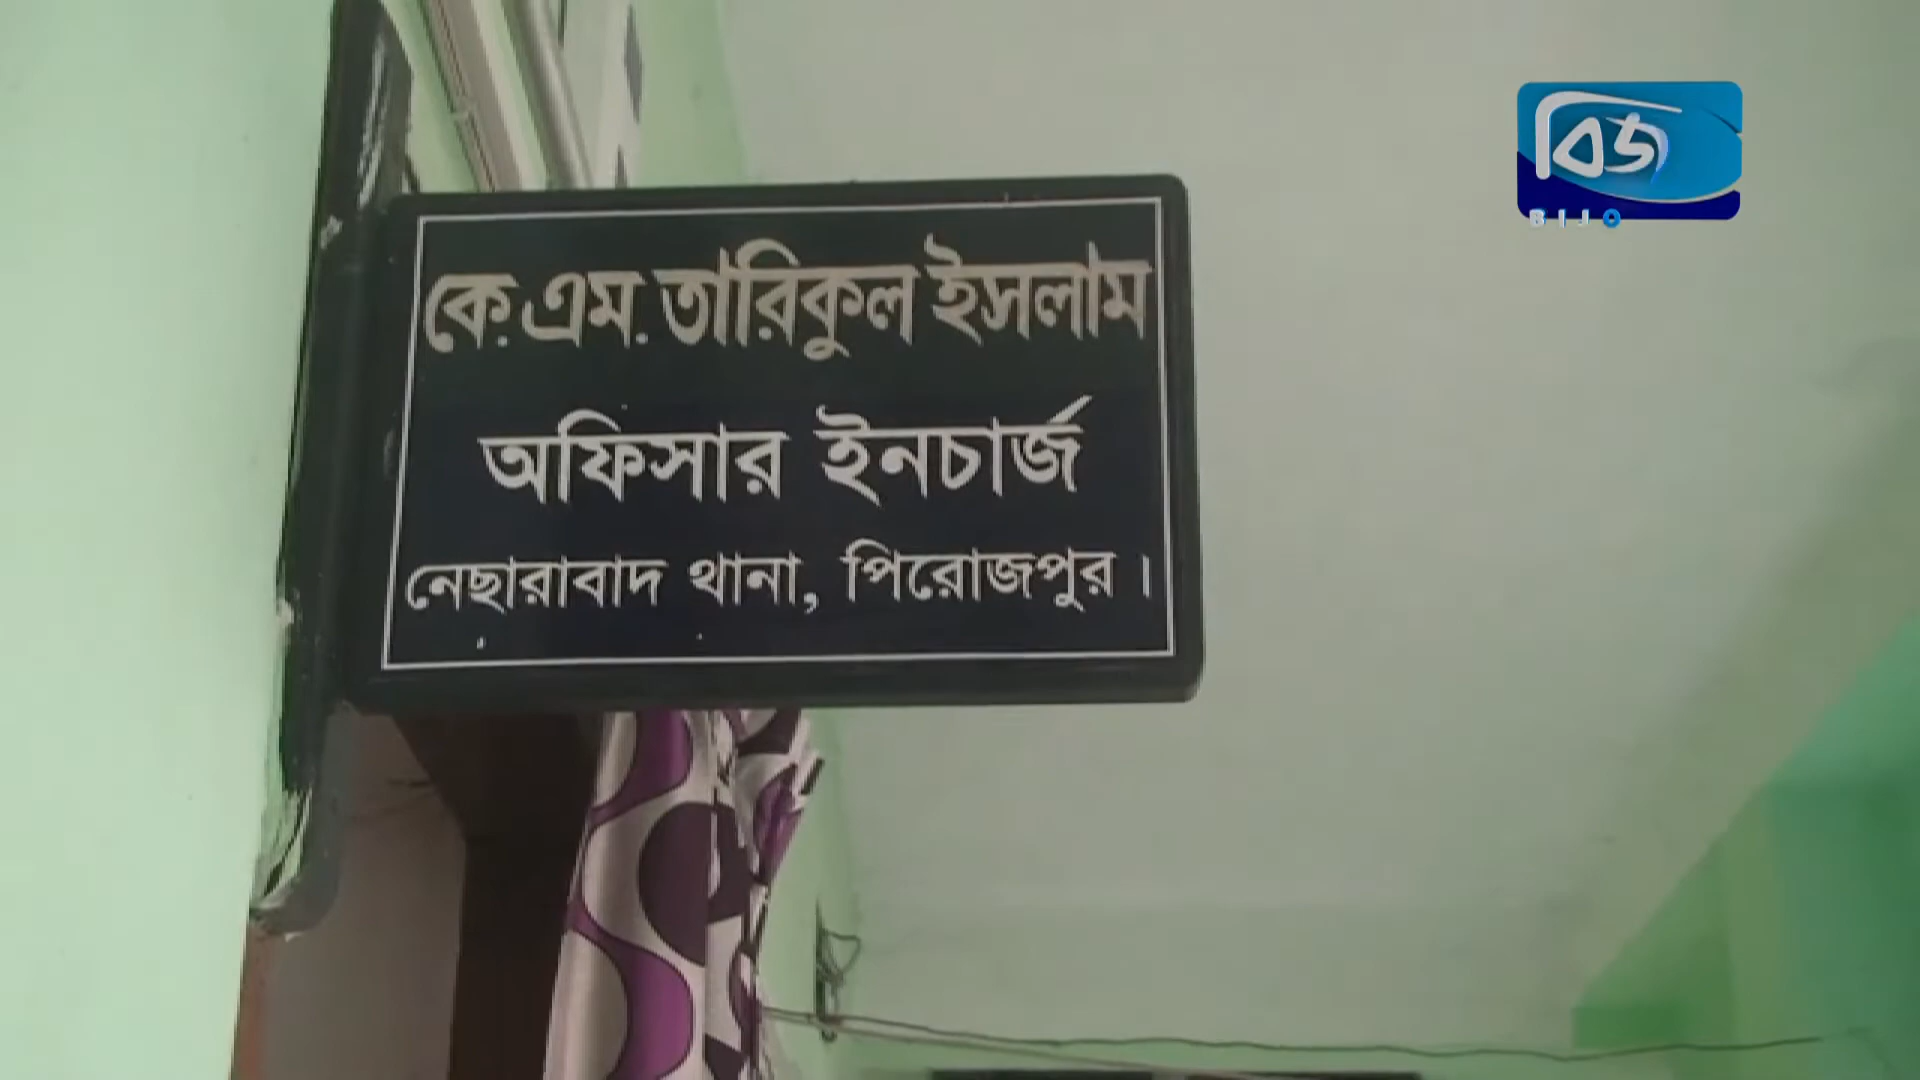 কে. এম. তারিকুল ইসলাম
অফিসার ইনচার্জ
নেছারাবাদ থানা, পিরোজপুর।
বিজ
BIJO